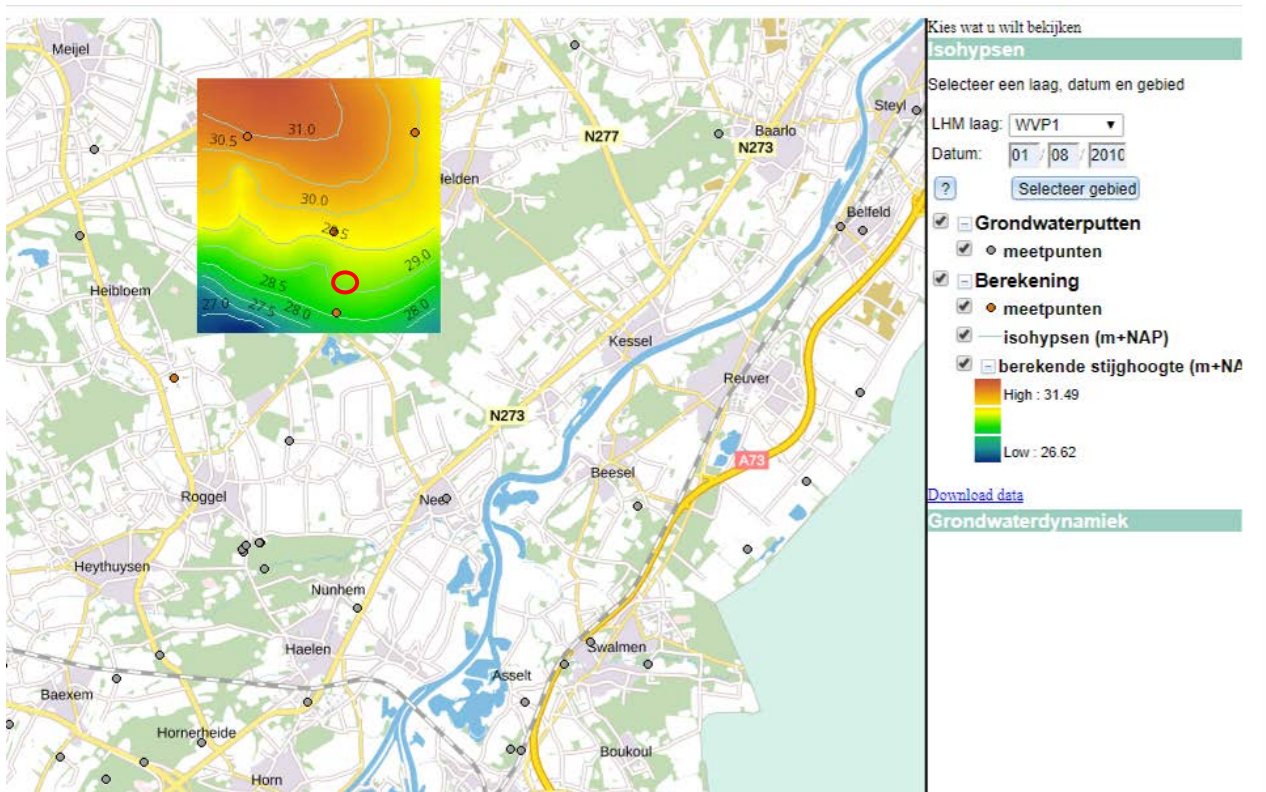 Meijel
Steyl
N277
Baarlo
N273
Helden
Belfeld
31.0
30.5
30.0
29.5
29.0
28.5
27.0
27.5
28.0
28.0
Heibloem
Kessel
Reuver
N273
A73
Beesel
Roggel
Neer
Heythuysen
Nunhem
Haelen
Swalmen
Asselt
Baexem
Hornerheide
Boukoul
Horn
Kies wat u wilt bekijken
Isohypsen
Selecteer een laag, datum en gebied
LHM laag: WVP1
Datum: 01 / 08 / 2010
? Selecteer gebied
Grondwaterputten
meetpunten
Berekening
meetpunten
isohypsen (m+NAP)
berekende stijghoogte (m+NA
High : 31.49
Low : 26.62
Download data
Grondwaterdynamiek